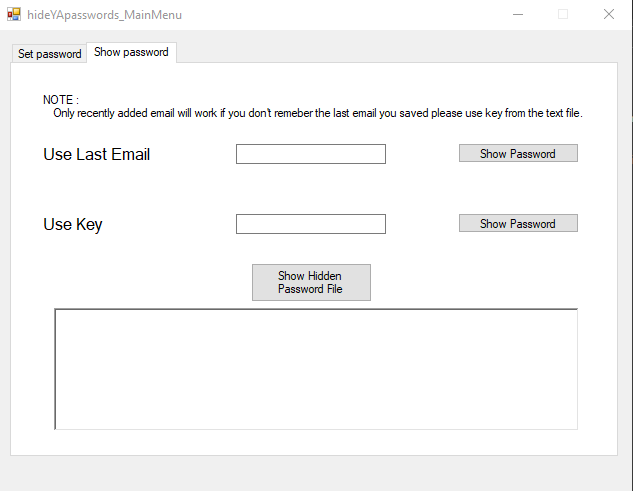 hideYApasswords_MainMenu
Set password
Show password
NOTE :
Only recently added email will work if you don't remeber the last email you saved please use key from the text file.
Use Last Email
Show Password
Use Key
Show Password
Show Hidden
Password File